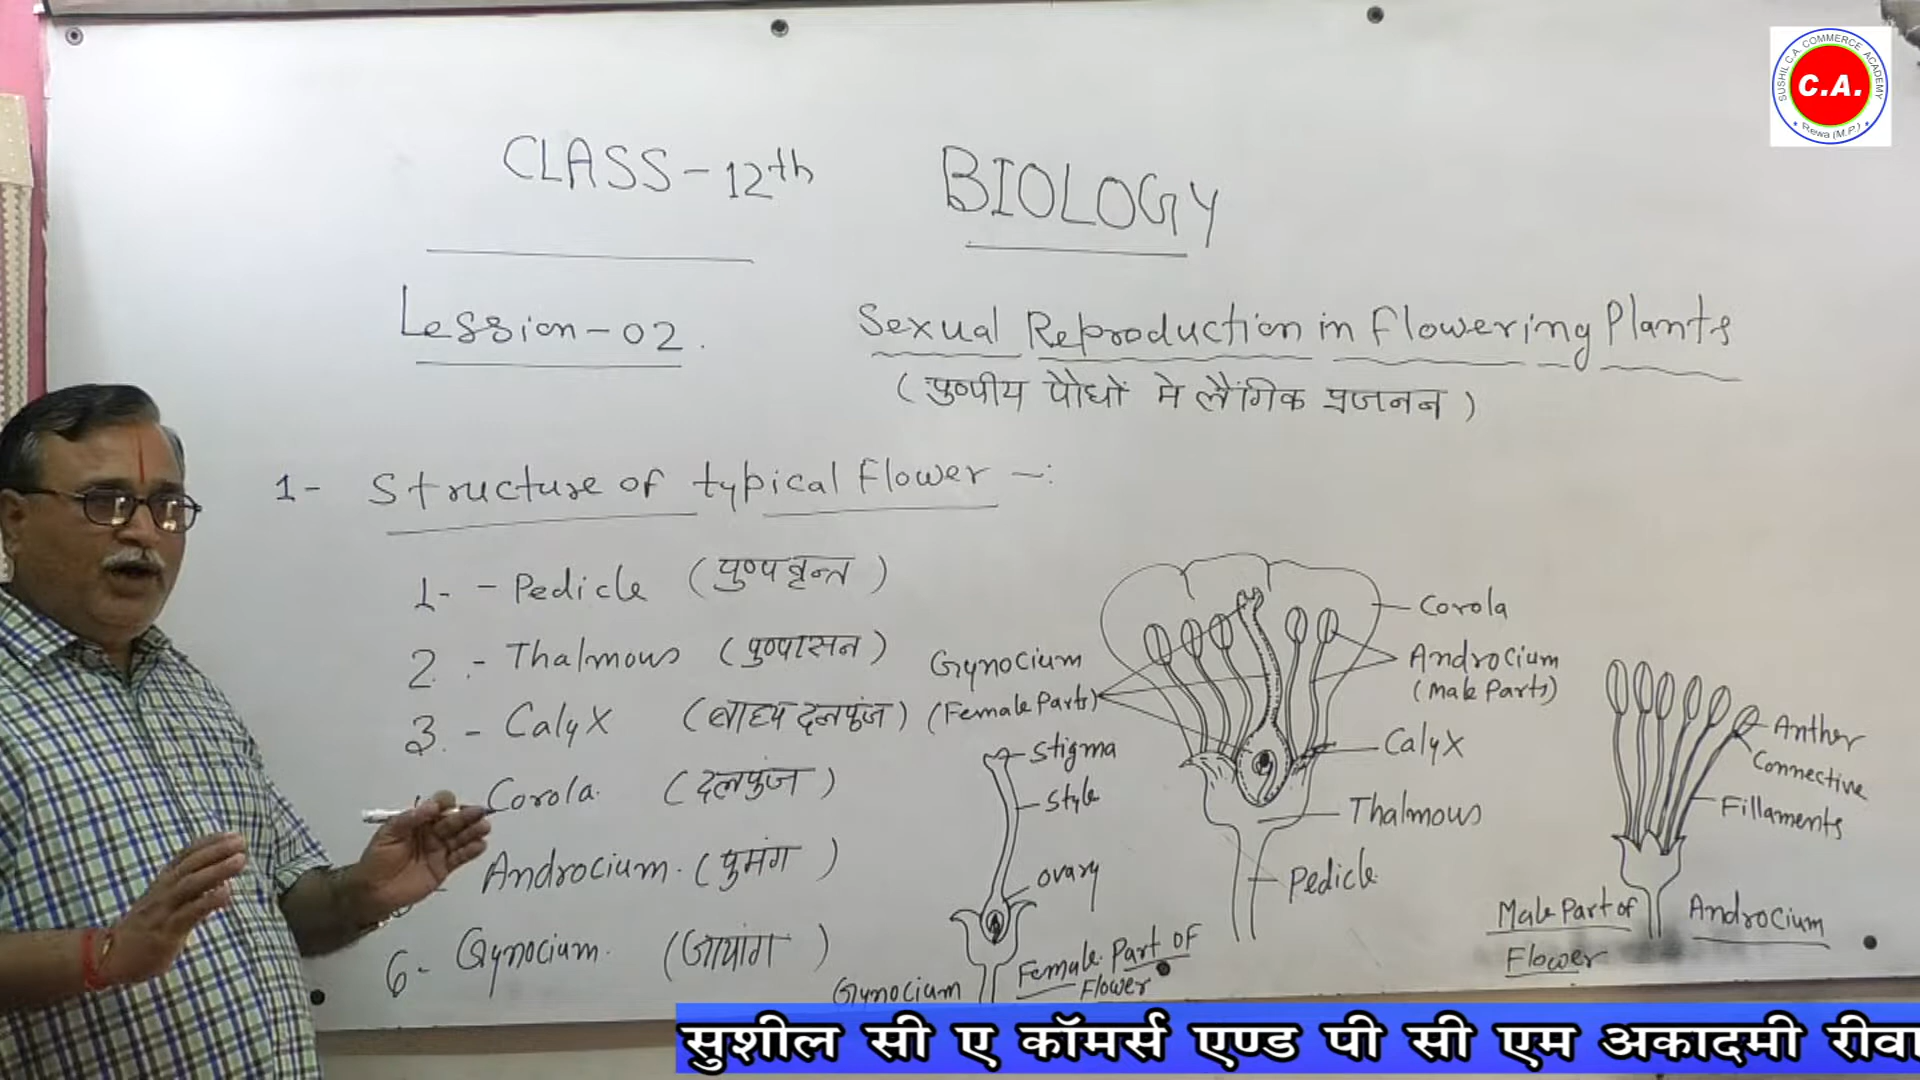 SUSHIL C.A. COMMERCE ACADEMY
C.A.
Rewa (M.P.)
CLASS-12th BIOLOGY
Lession-02. Sexual Reproduction in Flowering Plants
(पुष्पीय पौधों मे लैंगिक प्रजनन)
1- Structure of typical Flower -:
1- - Pedicle (पुष्पवृन्त)
2. - Thalmous (पुष्पासन)
3. - Calyx (बाह्य दलपुंज)
Corola. (दलपुंज)
Androcium. (पुमंग)
6- Gynocium. (जायांग)
Gynocium
(Female Parts)
Stigma
Style
ovary
Gynocium
Female Part OF
Flower
Corola
Androcium
(Male Parts)
Calyx
Thalmous
Pedicle
Anther
Connective
Fillaments
Male Part of
Flower
Androcium
सुशील सी ए कॉमर्स एण्ड पी सी एम अकादमी रीवा